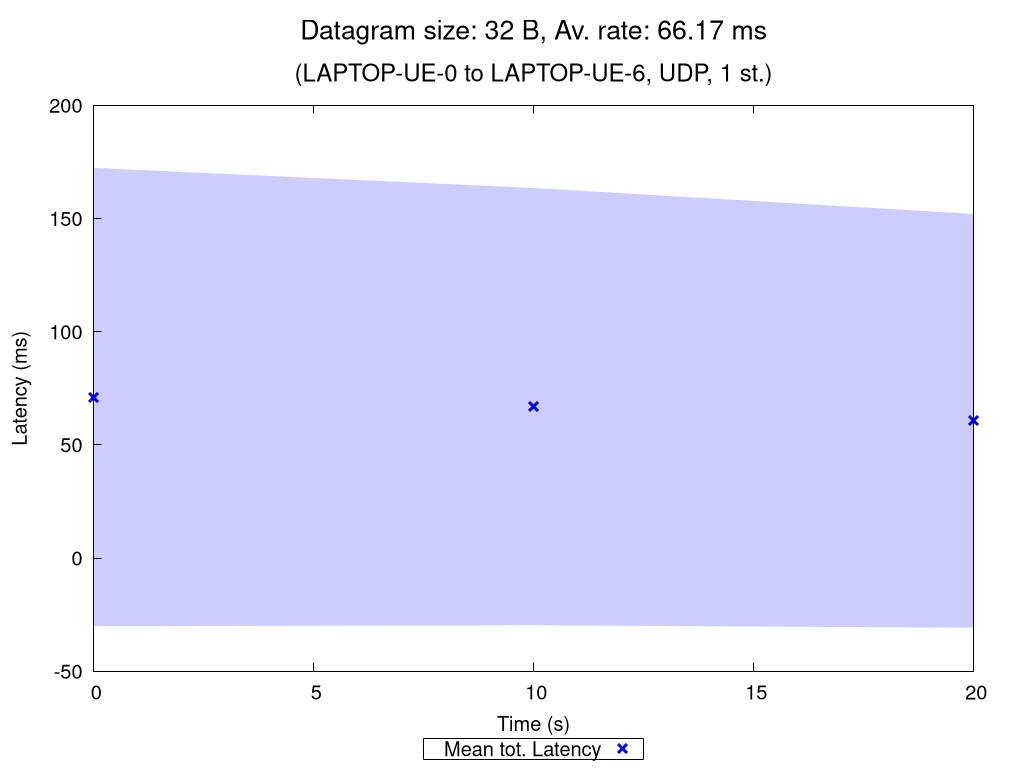 Datagram size: 32 B, Av. rate: 66.17 ms
(LAPTOP-UE-0 to LAPTOP-UE-6, UDP, 1 st.)
200
150
100
50
0
-50
Latency (ms)
0 5 10 15 20
Time (s)
Mean tot. Latency